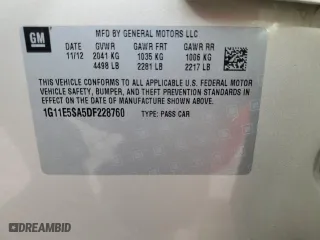 GM
MFD BY GENERAL MOTORS LLC
DATE GVWR GAWR FRT GAWR RR
11/12 2041 KG 1035 KG 1006 KG
4498 LB 2281 LB 2217 LB
THIS VEHICLE CONFORMS TO ALL APPLICABLE U.S. FEDERAL MOTOR
VEHICLE SAFETY, BUMPER, AND THEFT PREVENTION STANDARDS IN
EFFECT ON THE DATE OF MANUFACTURE SHOWN ABOVE.
1G11E5SA5DF228760 TYPE: PASS CAR
AUTOBIDMASTER